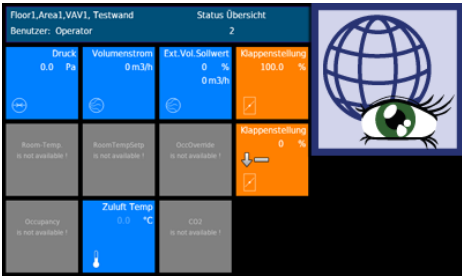 Floor1,Area1,VAV1, Testwand Status Übersicht
Benutzer: Operator 2
Druck
0.0 Pa
Volumenstrom
0 m3/h
Ext.Vol.Sollwert
0 %
0 m3/h
Klappenstellung
100.0 %
Room-Temp.
is not available !
RoomTempSetp
is not available !
OccOverride
is not available !
Klappenstellung
0 %
Occupancy
is not available !
Zuluft Temp
0.0 °C
CO2
is not available !